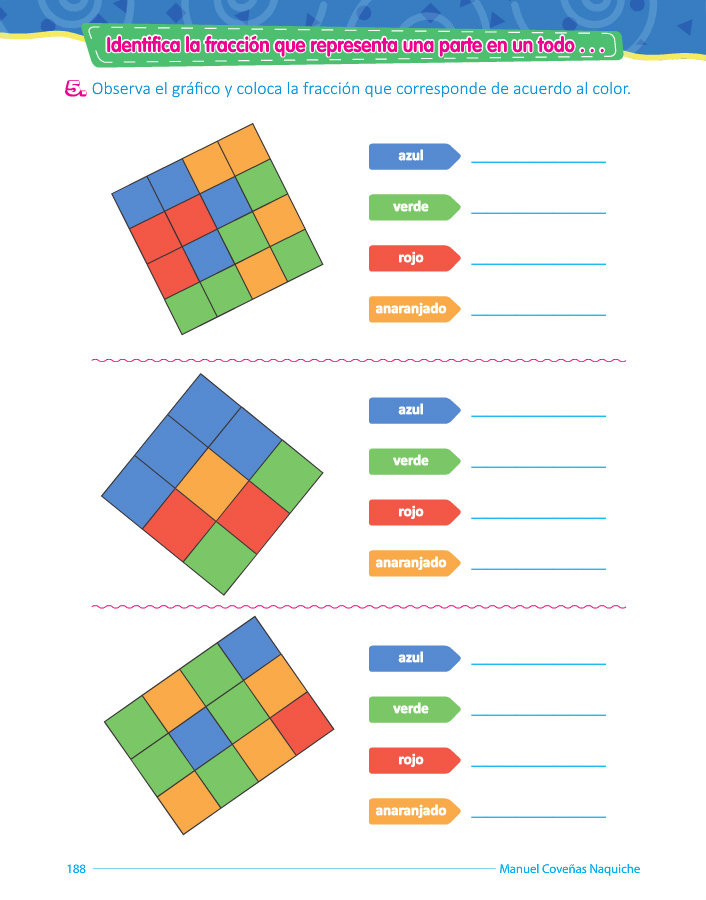 Identifica la fracción que representa una parte en un todo . . .
5. Observa el gráfico y coloca la fracción que corresponde de acuerdo al color.
azul
verde
rojo
anaranjado
azul
verde
rojo
anaranjado
azul
verde
rojo
anaranjado
188
Manuel Coveñas Naquiche